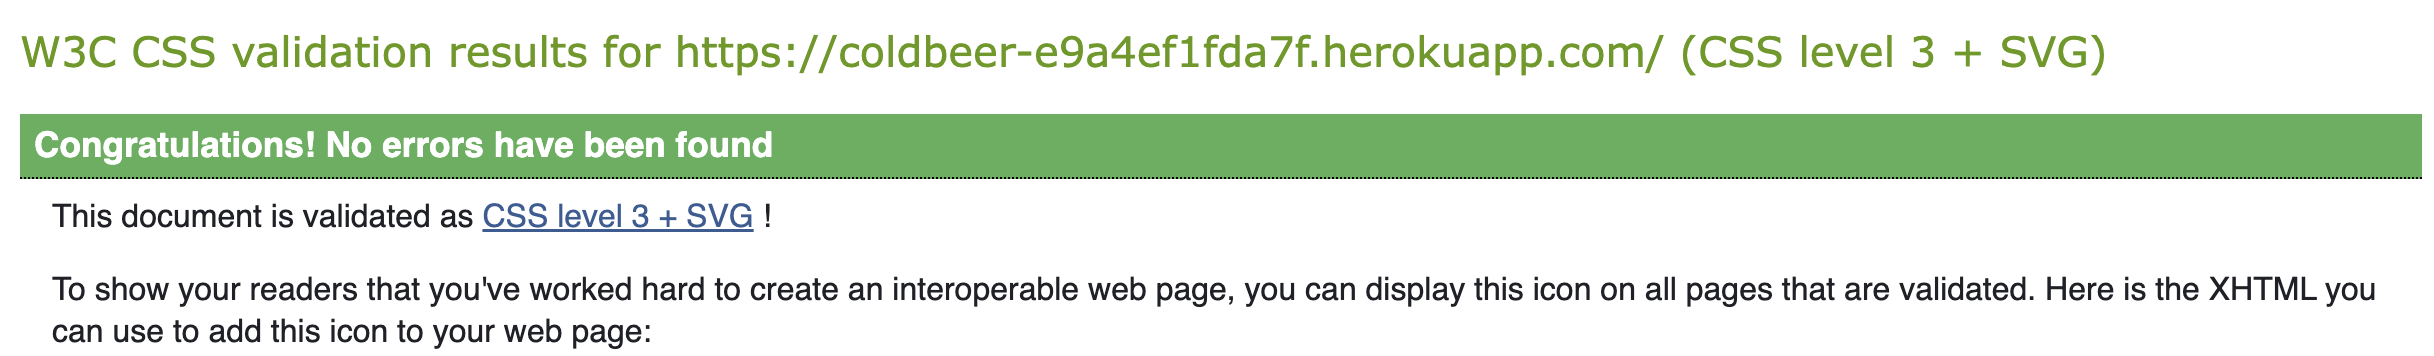 W3C CSS validation results for https://coldbeer-e9a4ef1fda7f.herokuapp.com/ (CSS level 3 + SVG)
Congratulations! No errors have been found
This document is validated as CSS level 3 + SVG !
To show your readers that you've worked hard to create an interoperable web page, you can display this icon on all pages that are validated. Here is the XHTML you
can use to add this icon to your web page: